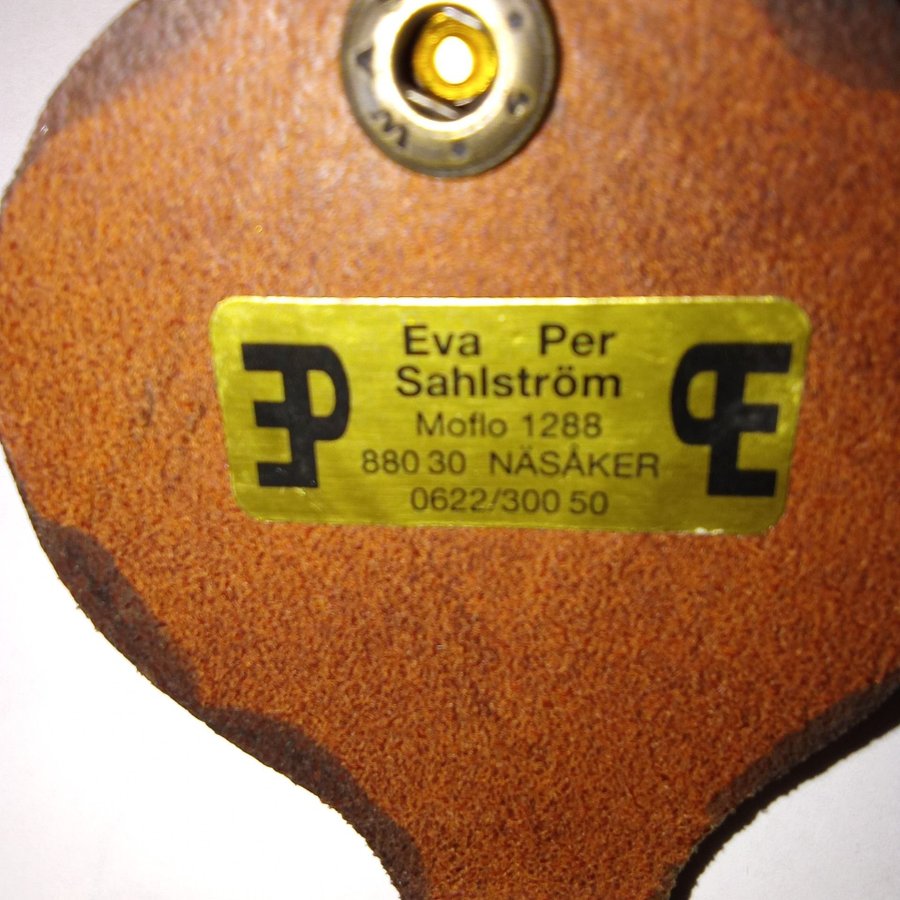 Eva Per
Sahlström
Moflo 1288
880 30 NÄSÅKER
0622/300 50